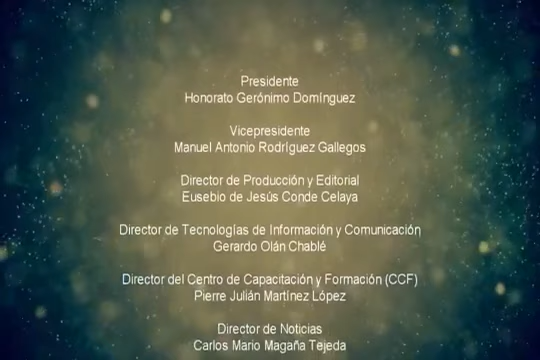 Presidente
Honorato Gerónimo Domínguez
Vicepresidente
Manuel Antonio Rodríguez Gallegos
Director de Producción y Editorial
Eusebio de Jesús Conde Celaya
Director de Tecnologías de Información y Comunicación
Gerardo Olán Chablé
Director del Centro de Capacitación y Formación (CCF)
Pierre Julián Martínez López
Director de Noticias
Carlos Mario Magaña Tejeda